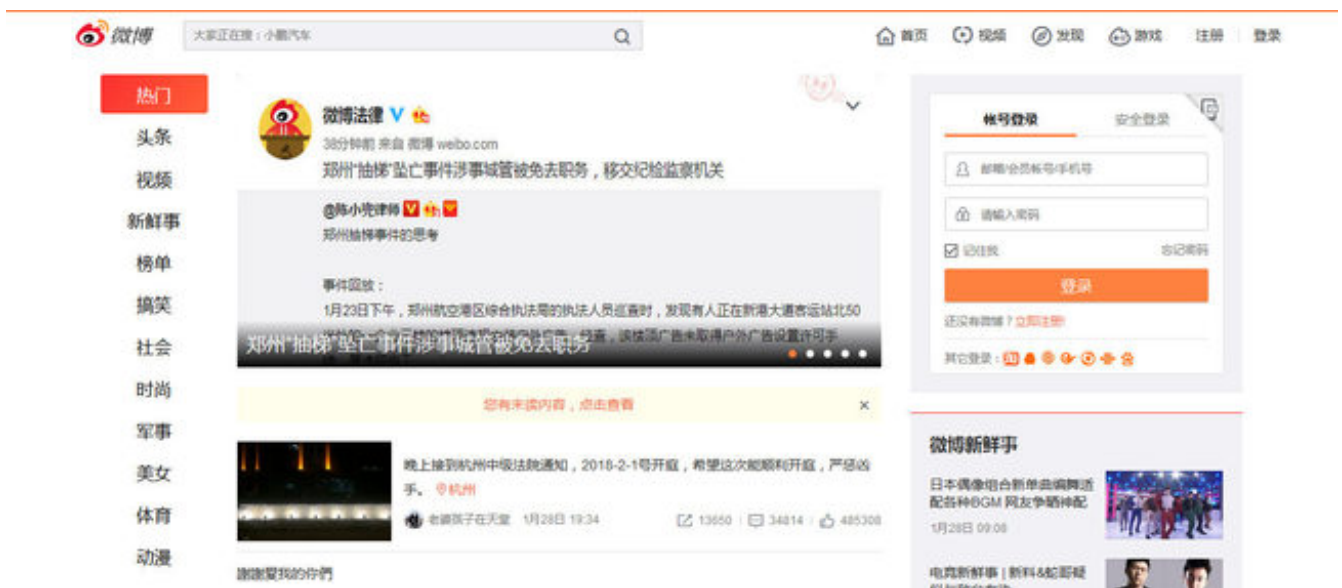 微博
大家正在搜：小鹏汽车
首页
视频
发现
游戏
注册
登录
热门
头条
视频
新鲜事
榜单
搞笑
社会
时尚
军事
美女
体育
动漫
微博法律
38分钟前 来自 微博 weibo.com
郑州“抽梯”坠亡事件涉事城管被免去职务，移交纪检监察机关
@陈小兜律师
郑州抽梯事件的思考
事件回放：
1月23日下午，郑州航空港区综合执法局的执法人员巡查时，发现有人正在新港大道客运站北50
郑州“抽梯”坠亡事件涉事城管被免去职务
您有未读内容，点击查看
晚上接到杭州中级法院通知，2018-2-1号开庭，希望这次能顺利开庭，严惩凶
手。杭州
老婆孩子在天堂 1月28日 19:34
13650
34814
485308
謝謝愛我的你們
帐号登录
安全登录
邮箱/会员帐号/手机号
请输入密码
记住我
忘记密码
登录
还没有微博？立即注册!
其它登录：
微博新鲜事
日本偶像组合新单曲编舞适
配各种BGM 网友争晒神配
1月28日 09:08
电竞新鲜事 | 新科&蛇哥疑